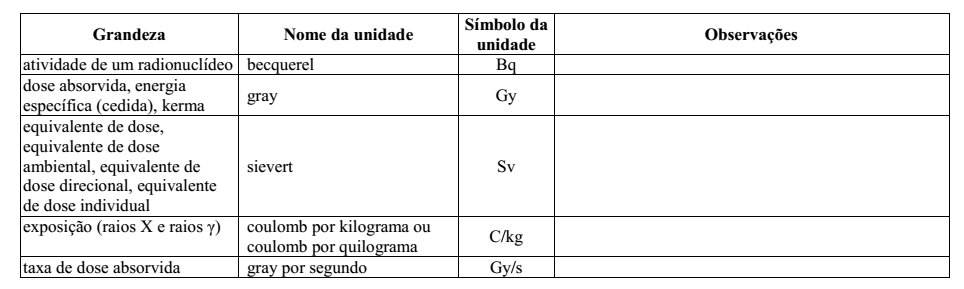 Grandeza Nome da unidade Símbolo da unidade Observações
atividade de um radionuclídeo becquerel Bq
dose absorvida, energia
específica (cedida), kerma
gray Gy
equivalente de dose,
equivalente de dose
ambiental, equivalente de
dose direcional, equivalente
de dose individual
sievert Sv
exposição (raios X e raios γ)
coulomb por kilograma ou
coulomb por quilograma
C/kg
taxa de dose absorvida gray por segundo Gy/s